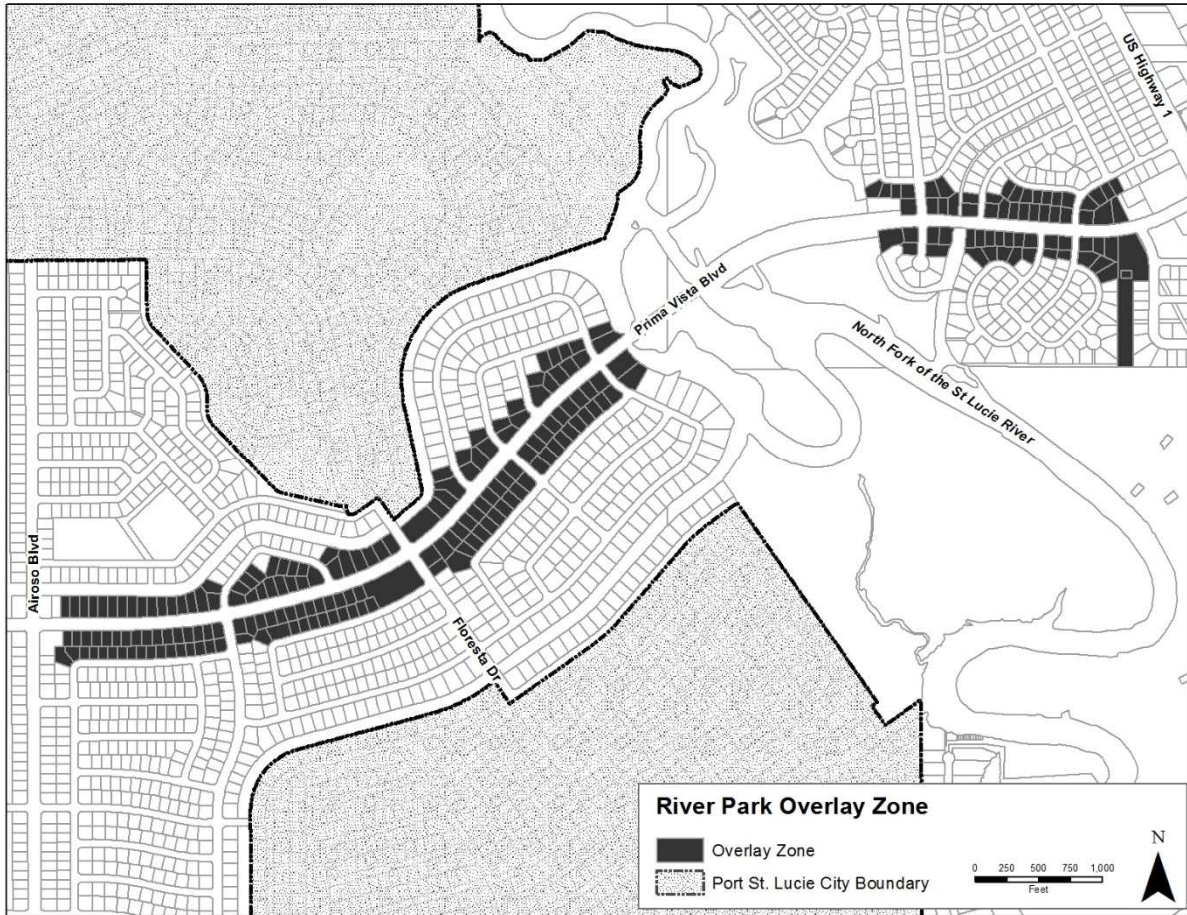 US Highway 1
Prima Vista Blvd
North Fork of the St Lucie River
Airoso Blvd
Floresta Dr
River Park Overlay Zone
Overlay Zone
Port St. Lucie City Boundary
N
0 250 500 750 1,000
Feet